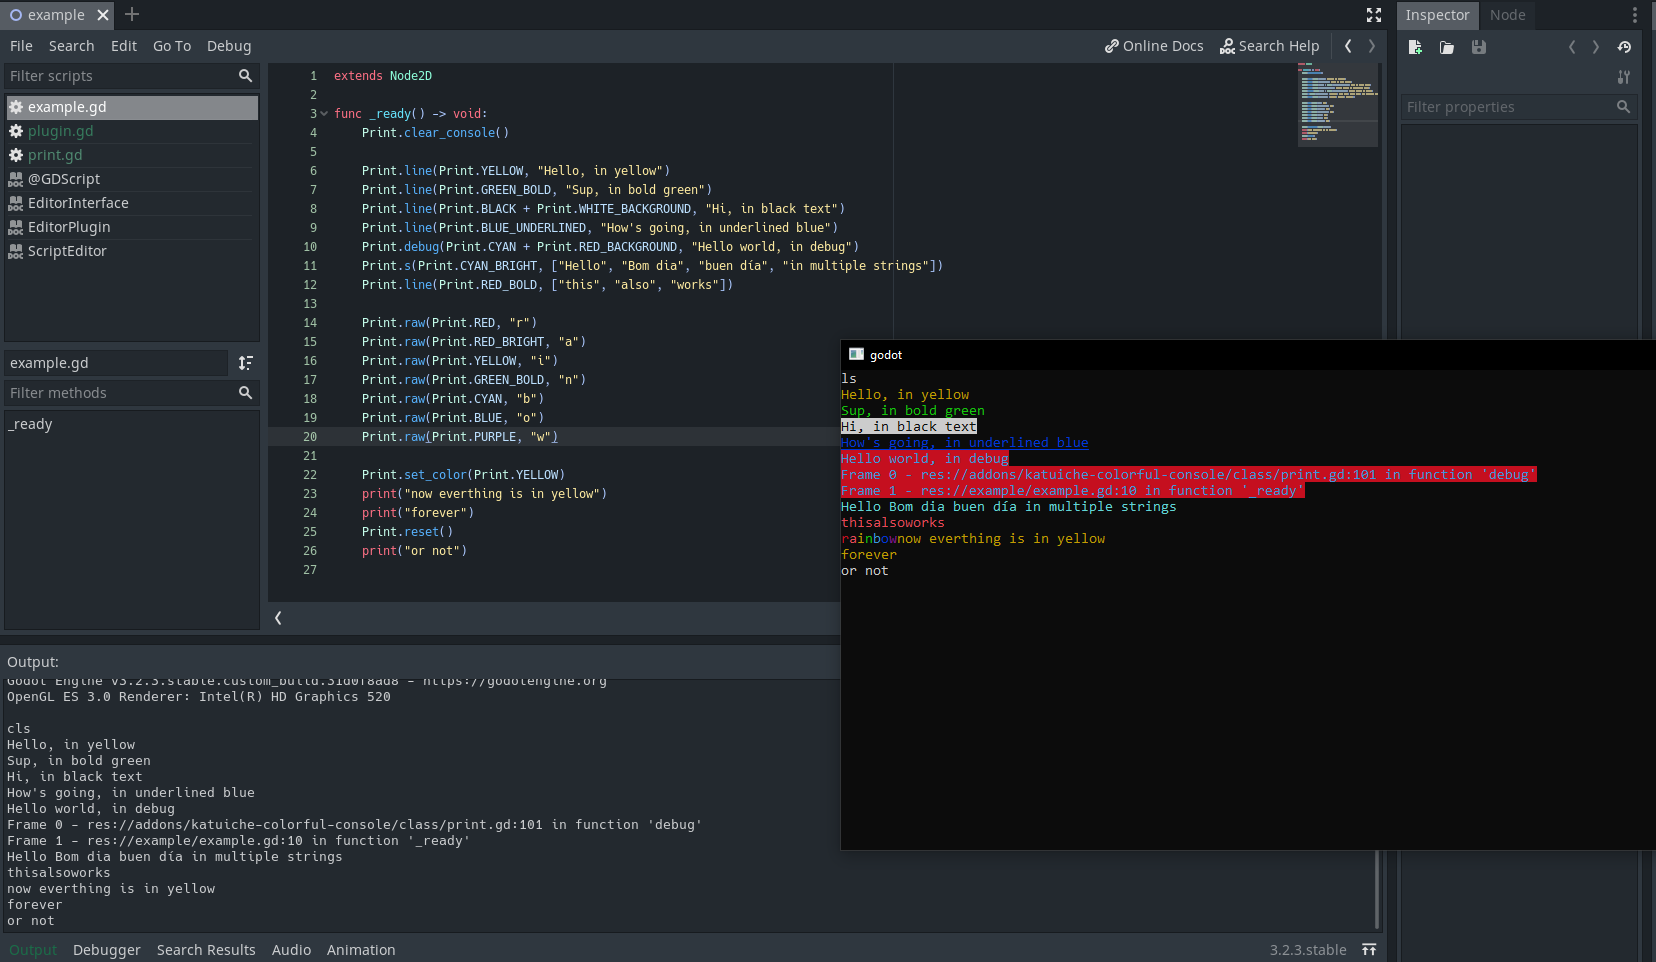 example
Inspector Node
File Search Edit Go To Debug
Online Docs Search Help
Filter scripts
example.gd
plugin.gd
print.gd
@GDScript
EditorInterface
EditorPlugin
ScriptEditor
example.gd
Filter methods
_ready
Filter properties
1 extends Node2D
2
3 func _ready() -> void:
4 Print.clear_console()
5
6 Print.line(Print.YELLOW, "Hello, in yellow")
7 Print.line(Print.GREEN_BOLD, "Sup, in bold green")
8 Print.line(Print.BLACK + Print.WHITE_BACKGROUND, "Hi, in black text")
9 Print.line(Print.BLUE_UNDERLINED, "How's going, in underlined blue")
10 Print.debug(Print.CYAN + Print.RED_BACKGROUND, "Hello world, in debug")
11 Print.s(Print.CYAN_BRIGHT, ["Hello", "Bom dia", "buen día", "in multiple strings"])
12 Print.line(Print.RED_BOLD, ["this", "also", "works"])
13
14 Print.raw(Print.RED, "r")
15 Print.raw(Print.RED_BRIGHT, "a")
16 Print.raw(Print.YELLOW, "i")
17 Print.raw(Print.GREEN_BOLD, "n")
18 Print.raw(Print.CYAN, "b")
19 Print.raw(Print.BLUE, "o")
20 Print.raw(Print.PURPLE, "w")
21
22 Print.set_color(Print.YELLOW)
23 print("now everthing is in yellow")
24 print("forever")
25 Print.reset()
26 print("or not")
27
godot
ls
Hello, in yellow
Sup, in bold green
Hi, in black text
How's going, in underlined blue
Hello world, in debug
Frame 0 - res://addons/katuiche-colorful-console/class/print.gd:101 in function 'debug'
Frame 1 - res://example/example.gd:10 in function '_ready'
Hello Bom dia buen día in multiple strings
thisalsoworks
rainbownow everthing is in yellow
forever
or not
Output:
Godot Engine v3.2.3.stable.custom_build.31d0f8ad8 - https://godotengine.org
OpenGL ES 3.0 Renderer: Intel(R) HD Graphics 520
cls
Hello, in yellow
Sup, in bold green
Hi, in black text
How's going, in underlined blue
Hello world, in debug
Frame 0 - res://addons/katuiche-colorful-console/class/print.gd:101 in function 'debug'
Frame 1 - res://example/example.gd:10 in function '_ready'
Hello Bom dia buen día in multiple strings
thisalsoworks
now everthing is in yellow
forever
or not
Output Debugger Search Results Audio Animation
3.2.3.stable